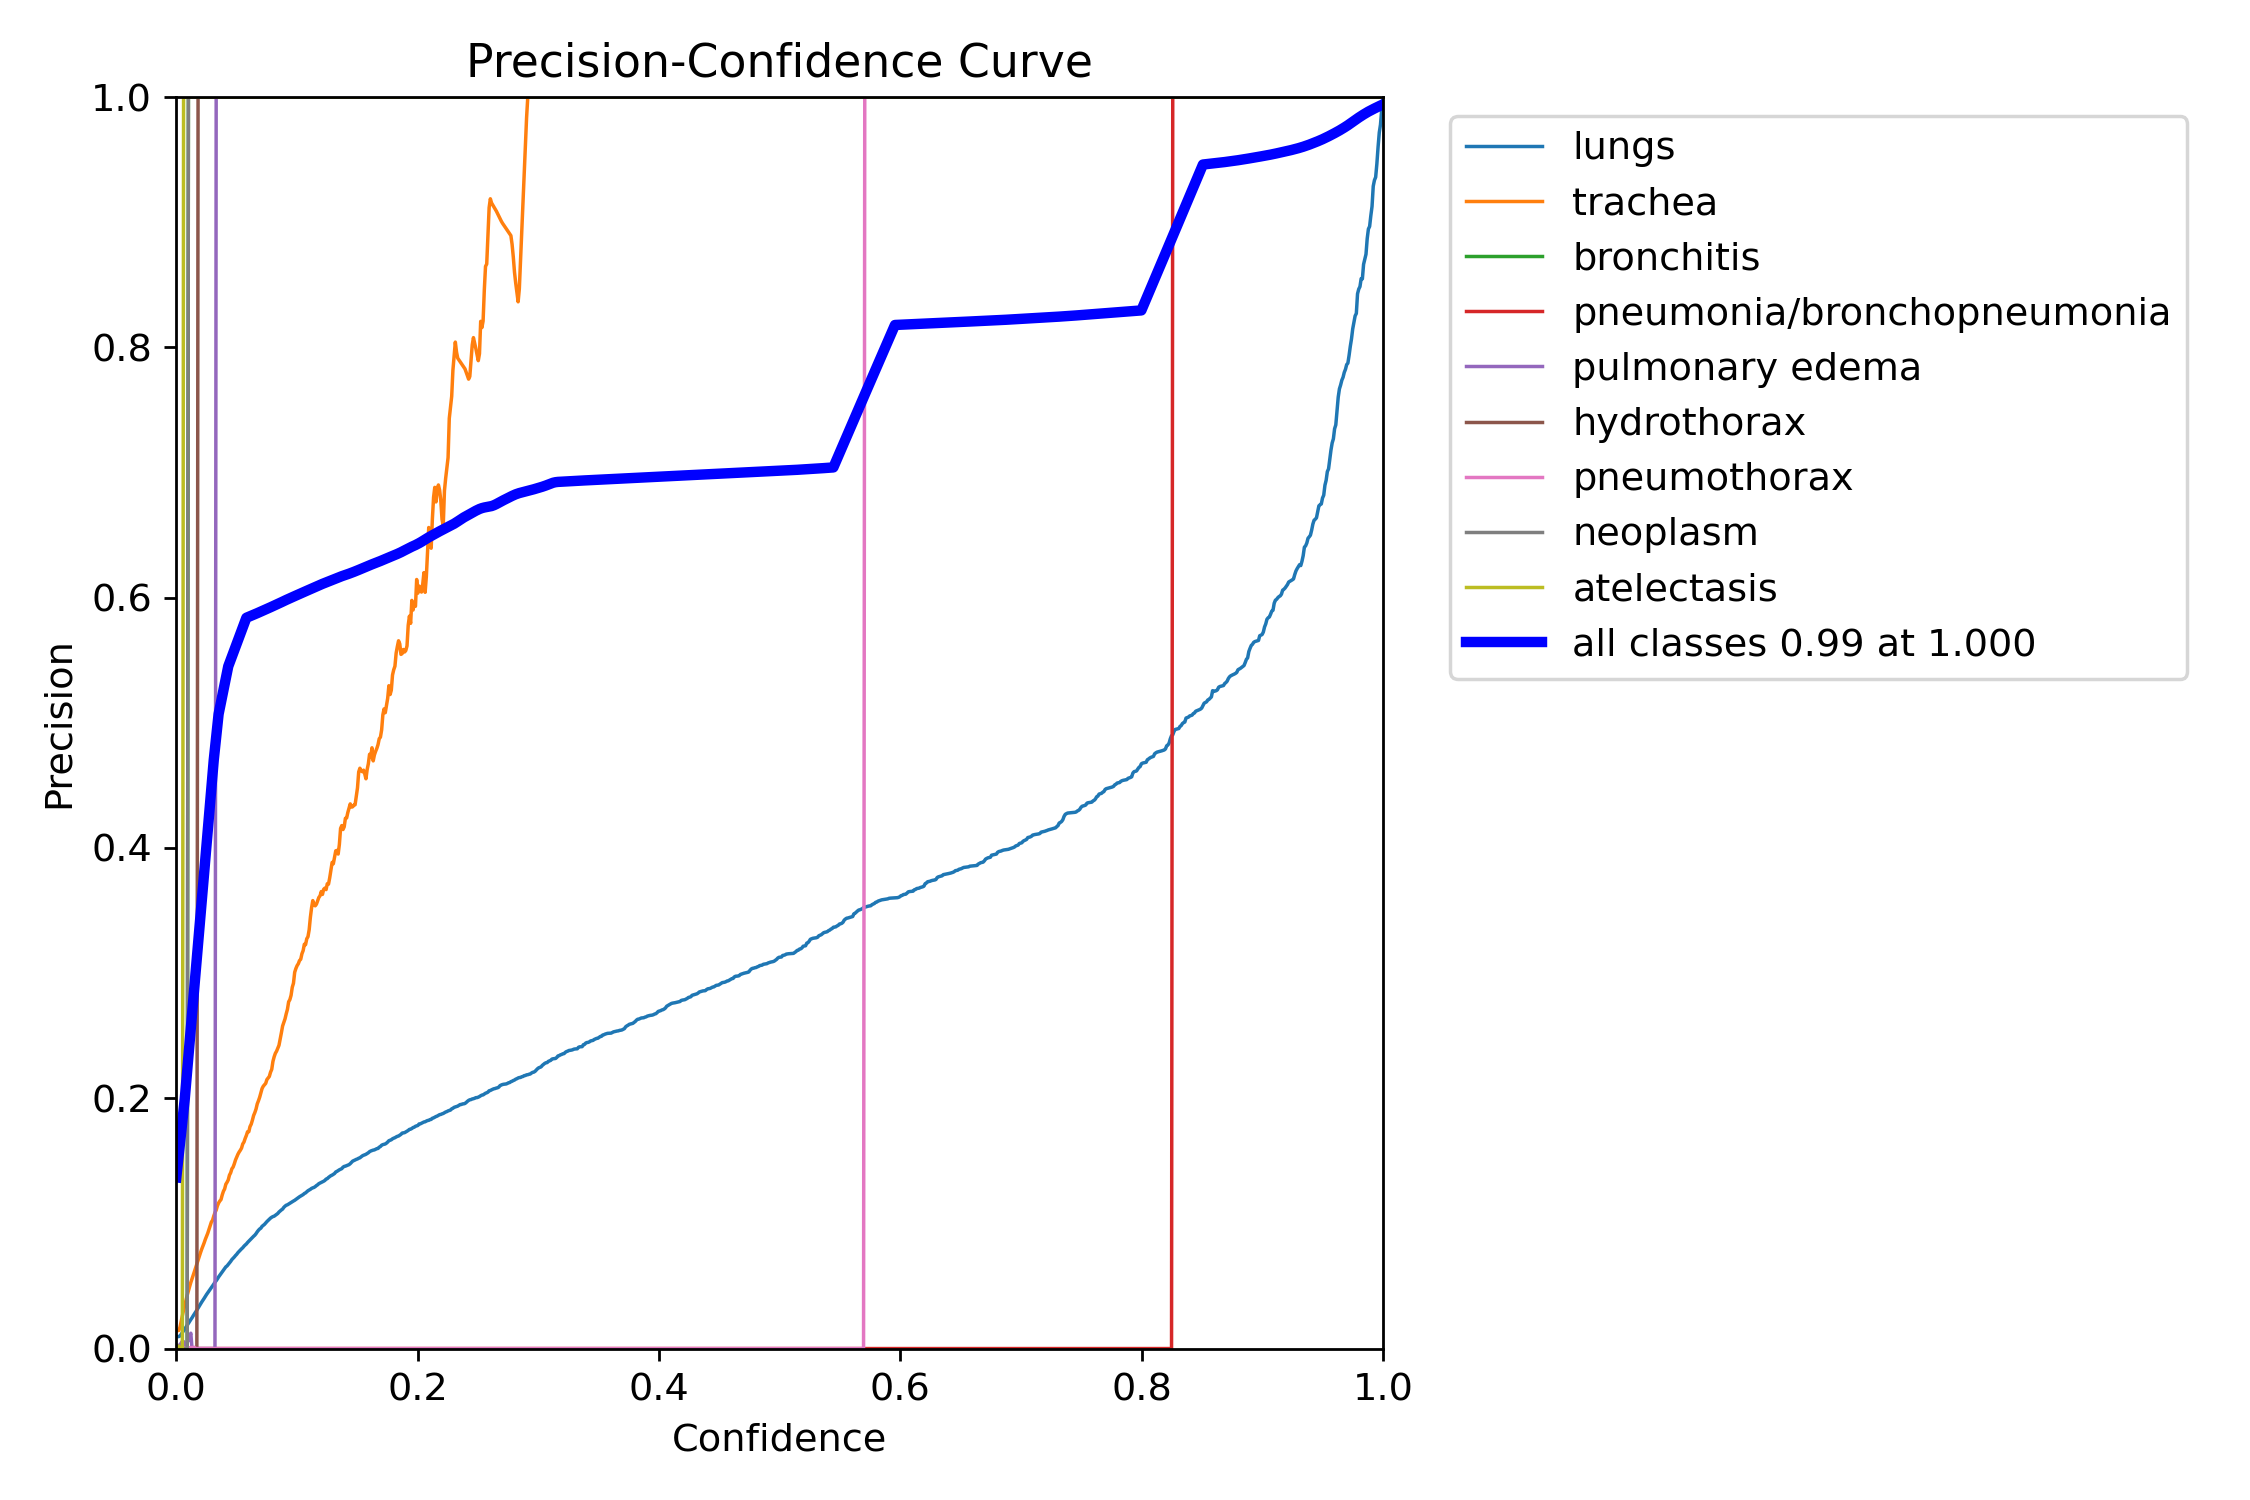 Precision-Confidence Curve
1.0
0.8
0.6
0.4
0.2
0.0
Precision
0.0 0.2 0.4 0.6 0.8 1.0
Confidence
lungs
trachea
bronchitis
pneumonia/bronchopneumonia
pulmonary edema
hydrothorax
pneumothorax
neoplasm
atelectasis
all classes 0.99 at 1.000